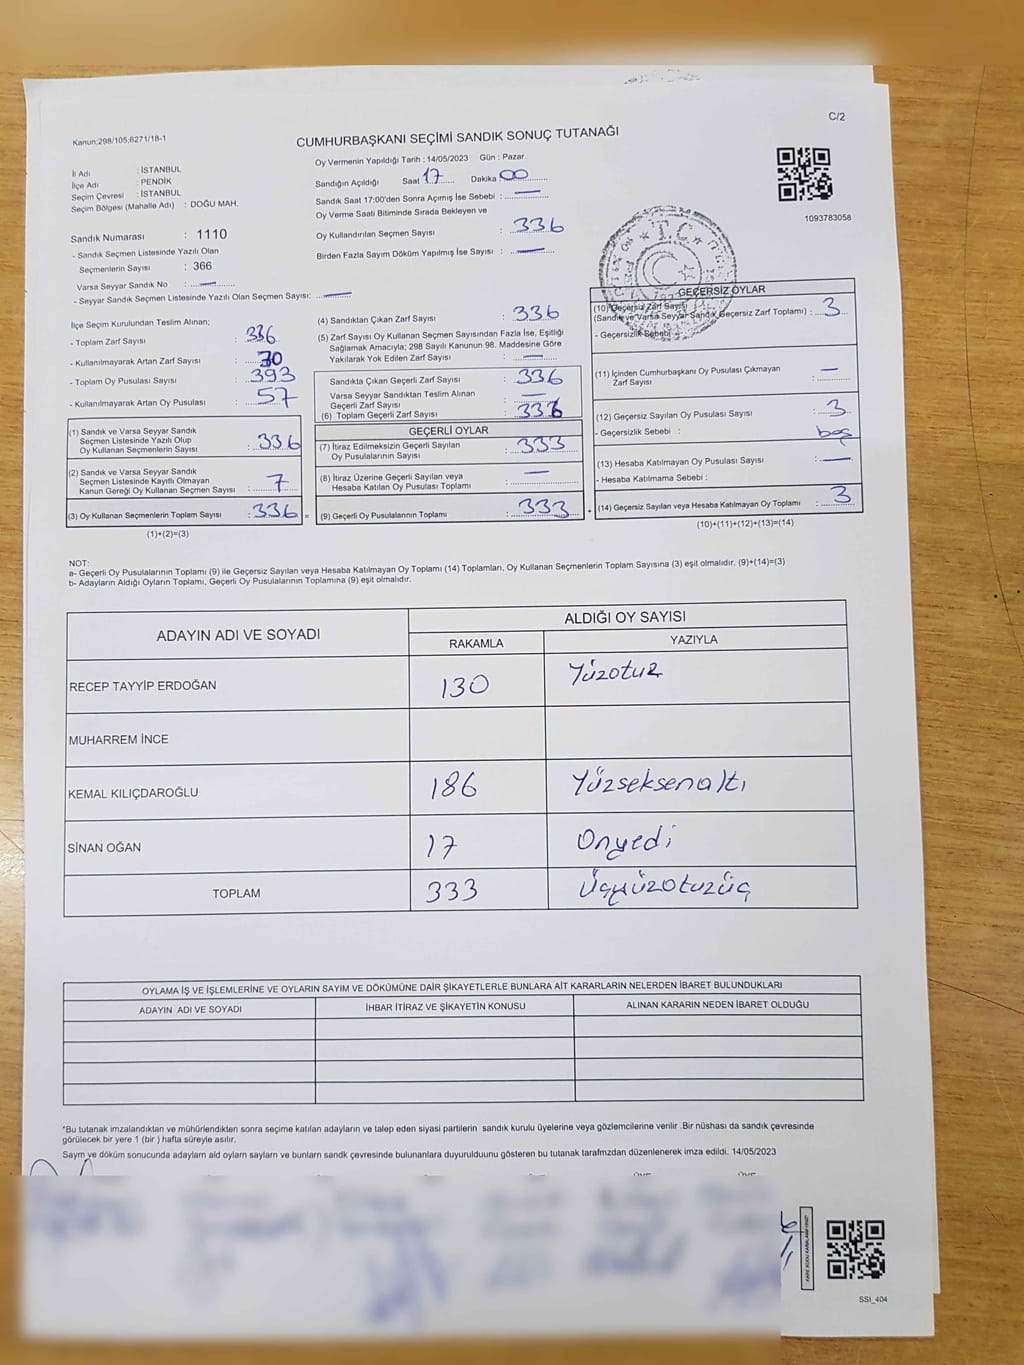 C/2
Kanun:298/105;6271/18-1
CUMHURBAŞKANI SEÇİMİ SANDIK SONUÇ TUTANAĞI
İl Adı : İSTANBUL
İlçe Adı : PENDİK
Seçim Çevresi : İSTANBUL
Seçim Bölgesi (Mahalle Adı) : DOĞU MAH.
Sandık Numarası : 1110
- Sandık Seçmen Listesinde Yazılı Olan
Seçmenlerin Sayısı : 366
Varsa Seyyar Sandık No : —
- Seyyar Sandık Seçmen Listesinde Yazılı Olan Seçmen Sayısı: —
Oy Vermenin Yapıldığı Tarih : 14/05/2023 Gün : Pazar
Sandığın Açıldığı Saat 17 Dakika 00
Sandık Saat 17:00'den Sonra Açımış İse Sebebi : —
Oy Verme Saati Bitiminde Sırada Bekleyen ve
Oy Kullandırılan Seçmen Sayısı : 336
Birden Fazla Sayım Döküm Yapılmış İse Sayısı : —
1093783058
T.C.
İlçe Seçim Kurulundan Teslim Alınan;
- Toplam Zarf Sayısı : 336
- Kullanılmayarak Artan Zarf Sayısı : 30
- Toplam Oy Pusulası Sayısı : 393
- Kullanılmayarak Artan Oy Pusulası : 57
(1) Sandık ve Varsa Seyyar Sandık
Seçmen Listesinde Yazılı Olup
Oy Kullanan Seçmenlerin Sayısı : 336
(2) Sandık ve Varsa Seyyar Sandık
Seçmen Listesinde Kayıtlı Olmayan
Kanun Gereği Oy Kullanan Seçmen Sayısı : 7
(3) Oy Kullanan Seçmenlerin Toplam Sayısı : 336
(1)+(2)=(3)
(4) Sandıktan Çıkan Zarf Sayısı : 336
(5) Zarf Sayısı Oy Kullanan Seçmen Sayısından Fazla İse, Eşitliği
Sağlamak Amacıyla; 298 Sayılı Kanunun 98. Maddesine Göre
Yakılarak Yok Edilen Zarf Sayısı : —
Sandıkta Çıkan Geçerli Zarf Sayısı : 336
Varsa Seyyar Sandıktan Teslim Alınan
Geçerli Zarf Sayısı : —
(6) Toplam Geçerli Zarf Sayısı : 336
GEÇERLİ OYLAR
(7) İtiraz Edilmeksizin Geçerli Sayılan
Oy Pusulalarının Sayısı : 333
(8) İtiraz Üzerine Geçerli Sayılan veya
Hesaba Katılan Oy Pusulası Toplamı : —
=
(9) Geçerli Oy Pusulalarının Toplamı : 333
GEÇERSİZ OYLAR
(10) Geçersiz Zarf Sayısı
(Sandık ve Varsa Seyyar Sandık Geçersiz Zarf Toplamı) : 3
- Geçersizlik Sebebi
(11) İçinden Cumhurbaşkanı Oy Pusulası Çıkmayan
Zarf Sayısı : —
(12) Geçersiz Sayılan Oy Pusulası Sayısı : 3
- Geçersizlik Sebebi : boş
(13) Hesaba Katılmayan Oy Pusulası Sayısı : —
- Hesaba Katılmama Sebebi :
+
(14) Geçersiz Sayılan veya Hesaba Katılmayan Oy Toplamı : 3
(10)+(11)+(12)+(13)=(14)
NOT:
a- Geçerli Oy Pusulalarının Toplamı (9) ile Geçersiz Sayılan veya Hesaba Katılmayan Oy Toplamı (14) Toplamları, Oy Kullanan Seçmenlerin Toplam Sayısına (3) eşit olmalıdır. (9)+(14)=(3)
b- Adayların Aldığı Oyların Toplamı, Geçerli Oy Pusulalarının Toplamına (9) eşit olmalıdır.
ADAYIN ADI VE SOYADI
ALDIĞI OY SAYISI
RAKAMLA YAZIYLA
RECEP TAYYİP ERDOĞAN 130 Yüzotuz
MUHARREM İNCE
KEMAL KILIÇDAROĞLU 186 Yüzseksenaltı
SİNAN OĞAN 17 Onyedi
TOPLAM 333 Üçyüzotuzüç
OYLAMA İŞ VE İŞLEMLERİNE VE OYLARIN SAYIM VE DÖKÜMÜNE DAİR ŞİKAYETLERLE BUNLARA AİT KARARLARIN NELERDEN İBARET BULUNDUKLARI
ADAYIN ADI VE SOYADI İHBAR İTİRAZ VE ŞİKAYETİN KONUSU ALINAN KARARIN NEDEN İBARET OLDUĞU
*Bu tutanak imzalandıktan ve mühürlendikten sonra seçime katılan adayların ve talep eden siyasi partilerin sandık kurulu üyelerine veya gözlemcilerine verilir .Bir nüshası da sandık çevresinde
görülecek bir yere 1 (bir ) hafta süreyle asılır.
Sayım ve döküm sonucunda adayların ald oyların sayların ve bunların sandk çevresinde bulunanlara duyurulduunu gösteren bu tutanak tarafmzdan düzenlenerek imza edildi. 14/05/2023
SSI_404